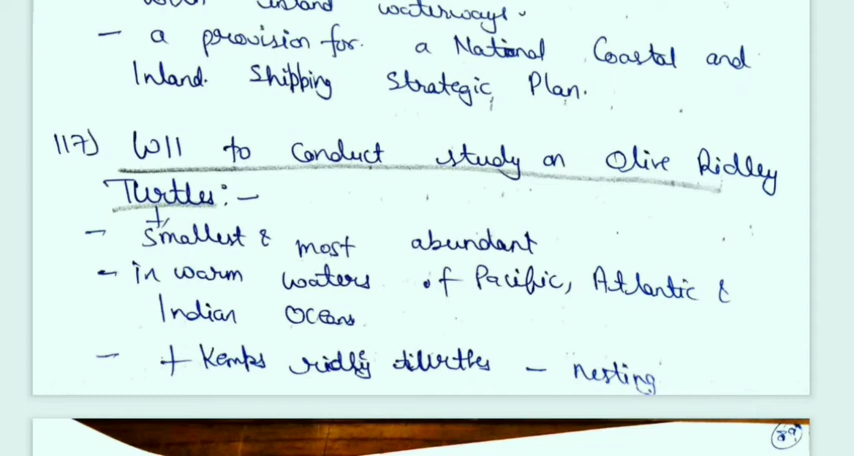 inland waterways.
- a provision for a National Coastal and
Inland Shipping Strategic Plan.
117) WII to conduct study on Olive Ridley
Turtles:-
- Smallest & most abundant
- in warm waters of Pacific, Atlantic &
Indian Oceans
- + Kemps ridley turtles - nesting